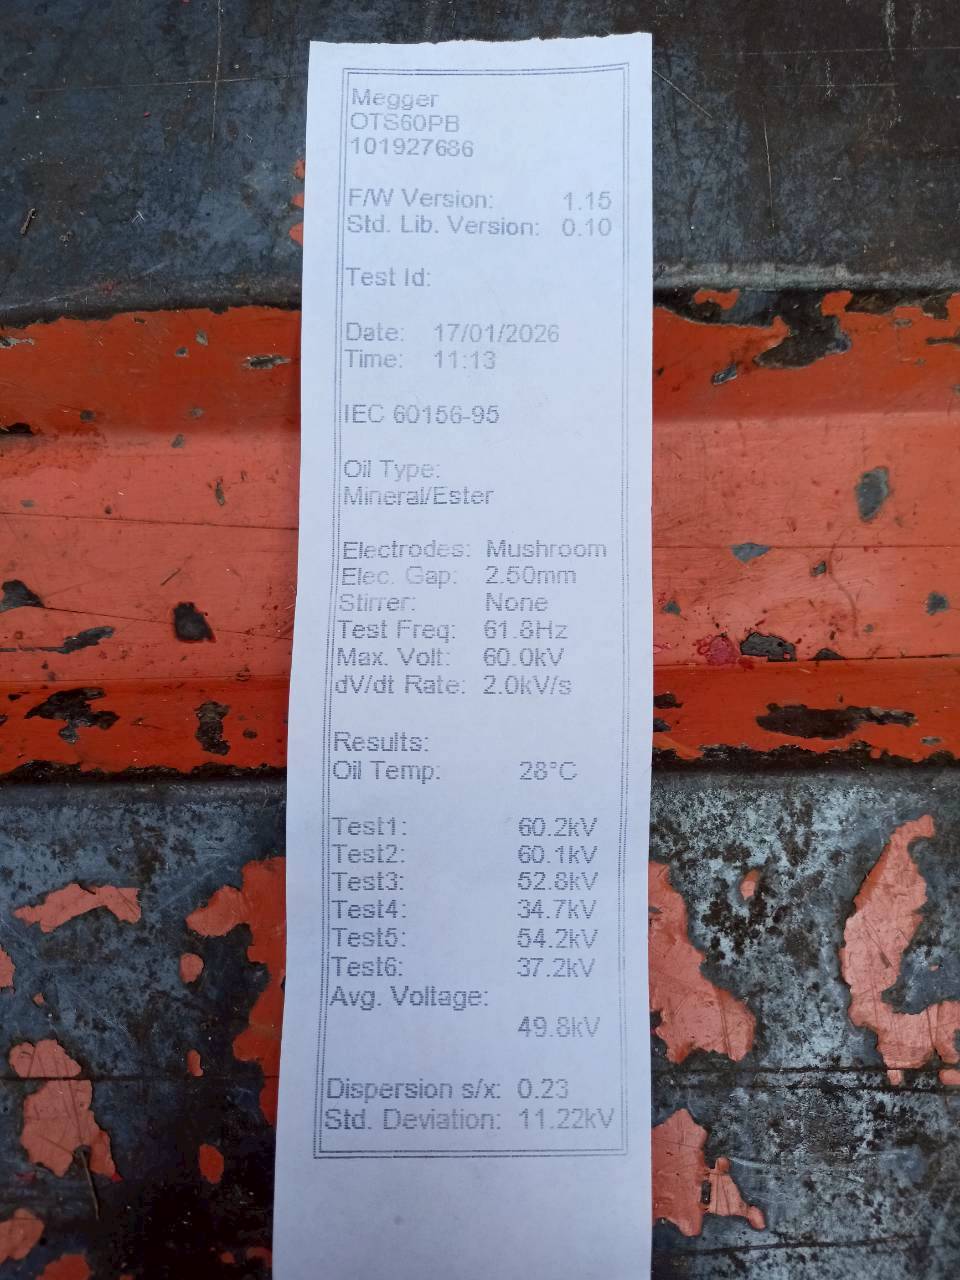 Megger
OTS60PB
101927686
F/W Version: 1.15
Std. Lib. Version: 0.10
Test Id:
Date: 17/01/2026
Time: 11:13
IEC 60156-95
Oil Type:
Mineral/Ester
Electrodes: Mushroom
Elec. Gap: 2.50mm
Stirrer: None
Test Freq: 61.8Hz
Max. Volt: 60.0kV
dV/dt Rate: 2.0kV/s
Results:
Oil Temp: 28°C
Test1: 60.2kV
Test2: 60.1kV
Test3: 52.8kV
Test4: 34.7kV
Test5: 54.2kV
Test6: 37.2kV
Avg. Voltage:
49.8kV
Dispersion s/x: 0.23
Std. Deviation: 11.22kV